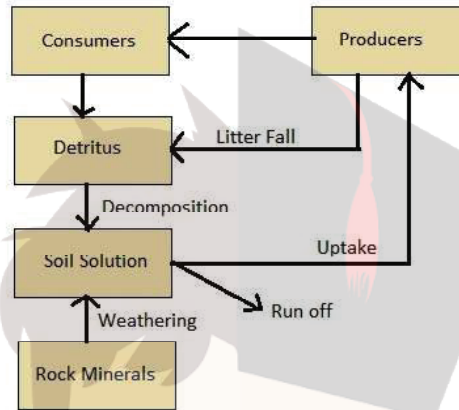 Consumers
Producers
Detritus
Litter Fall
Decomposition
Soil Solution
Uptake
Run off
Weathering
Rock Minerals